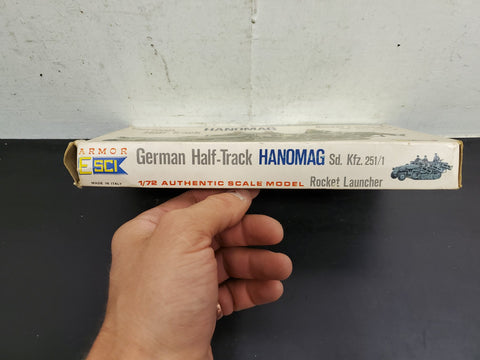 HANOMAG
ARMOR
ESCI
MADE IN ITALY
German Half-Track HANOMAG Sd. Kfz. 251/1
1/72 AUTHENTIC SCALE MODEL Rocket Launcher